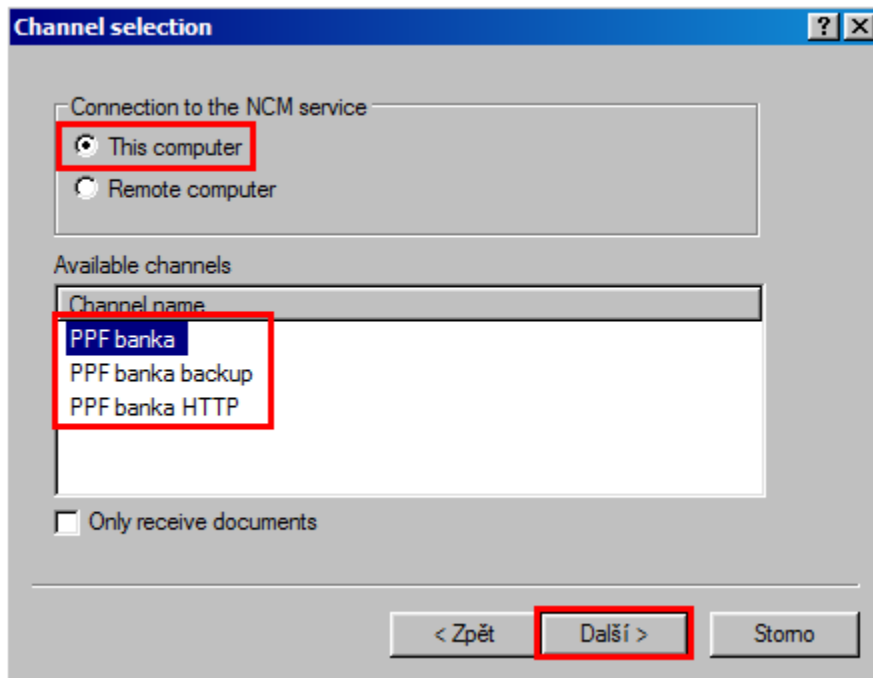 Channel selection
Connection to the NCM service
This computer
Remote computer
Available channels
Channel name
PPF banka
PPF banka backup
PPF banka HTTP
Only receive documents
< Zpět
Další >
Storno